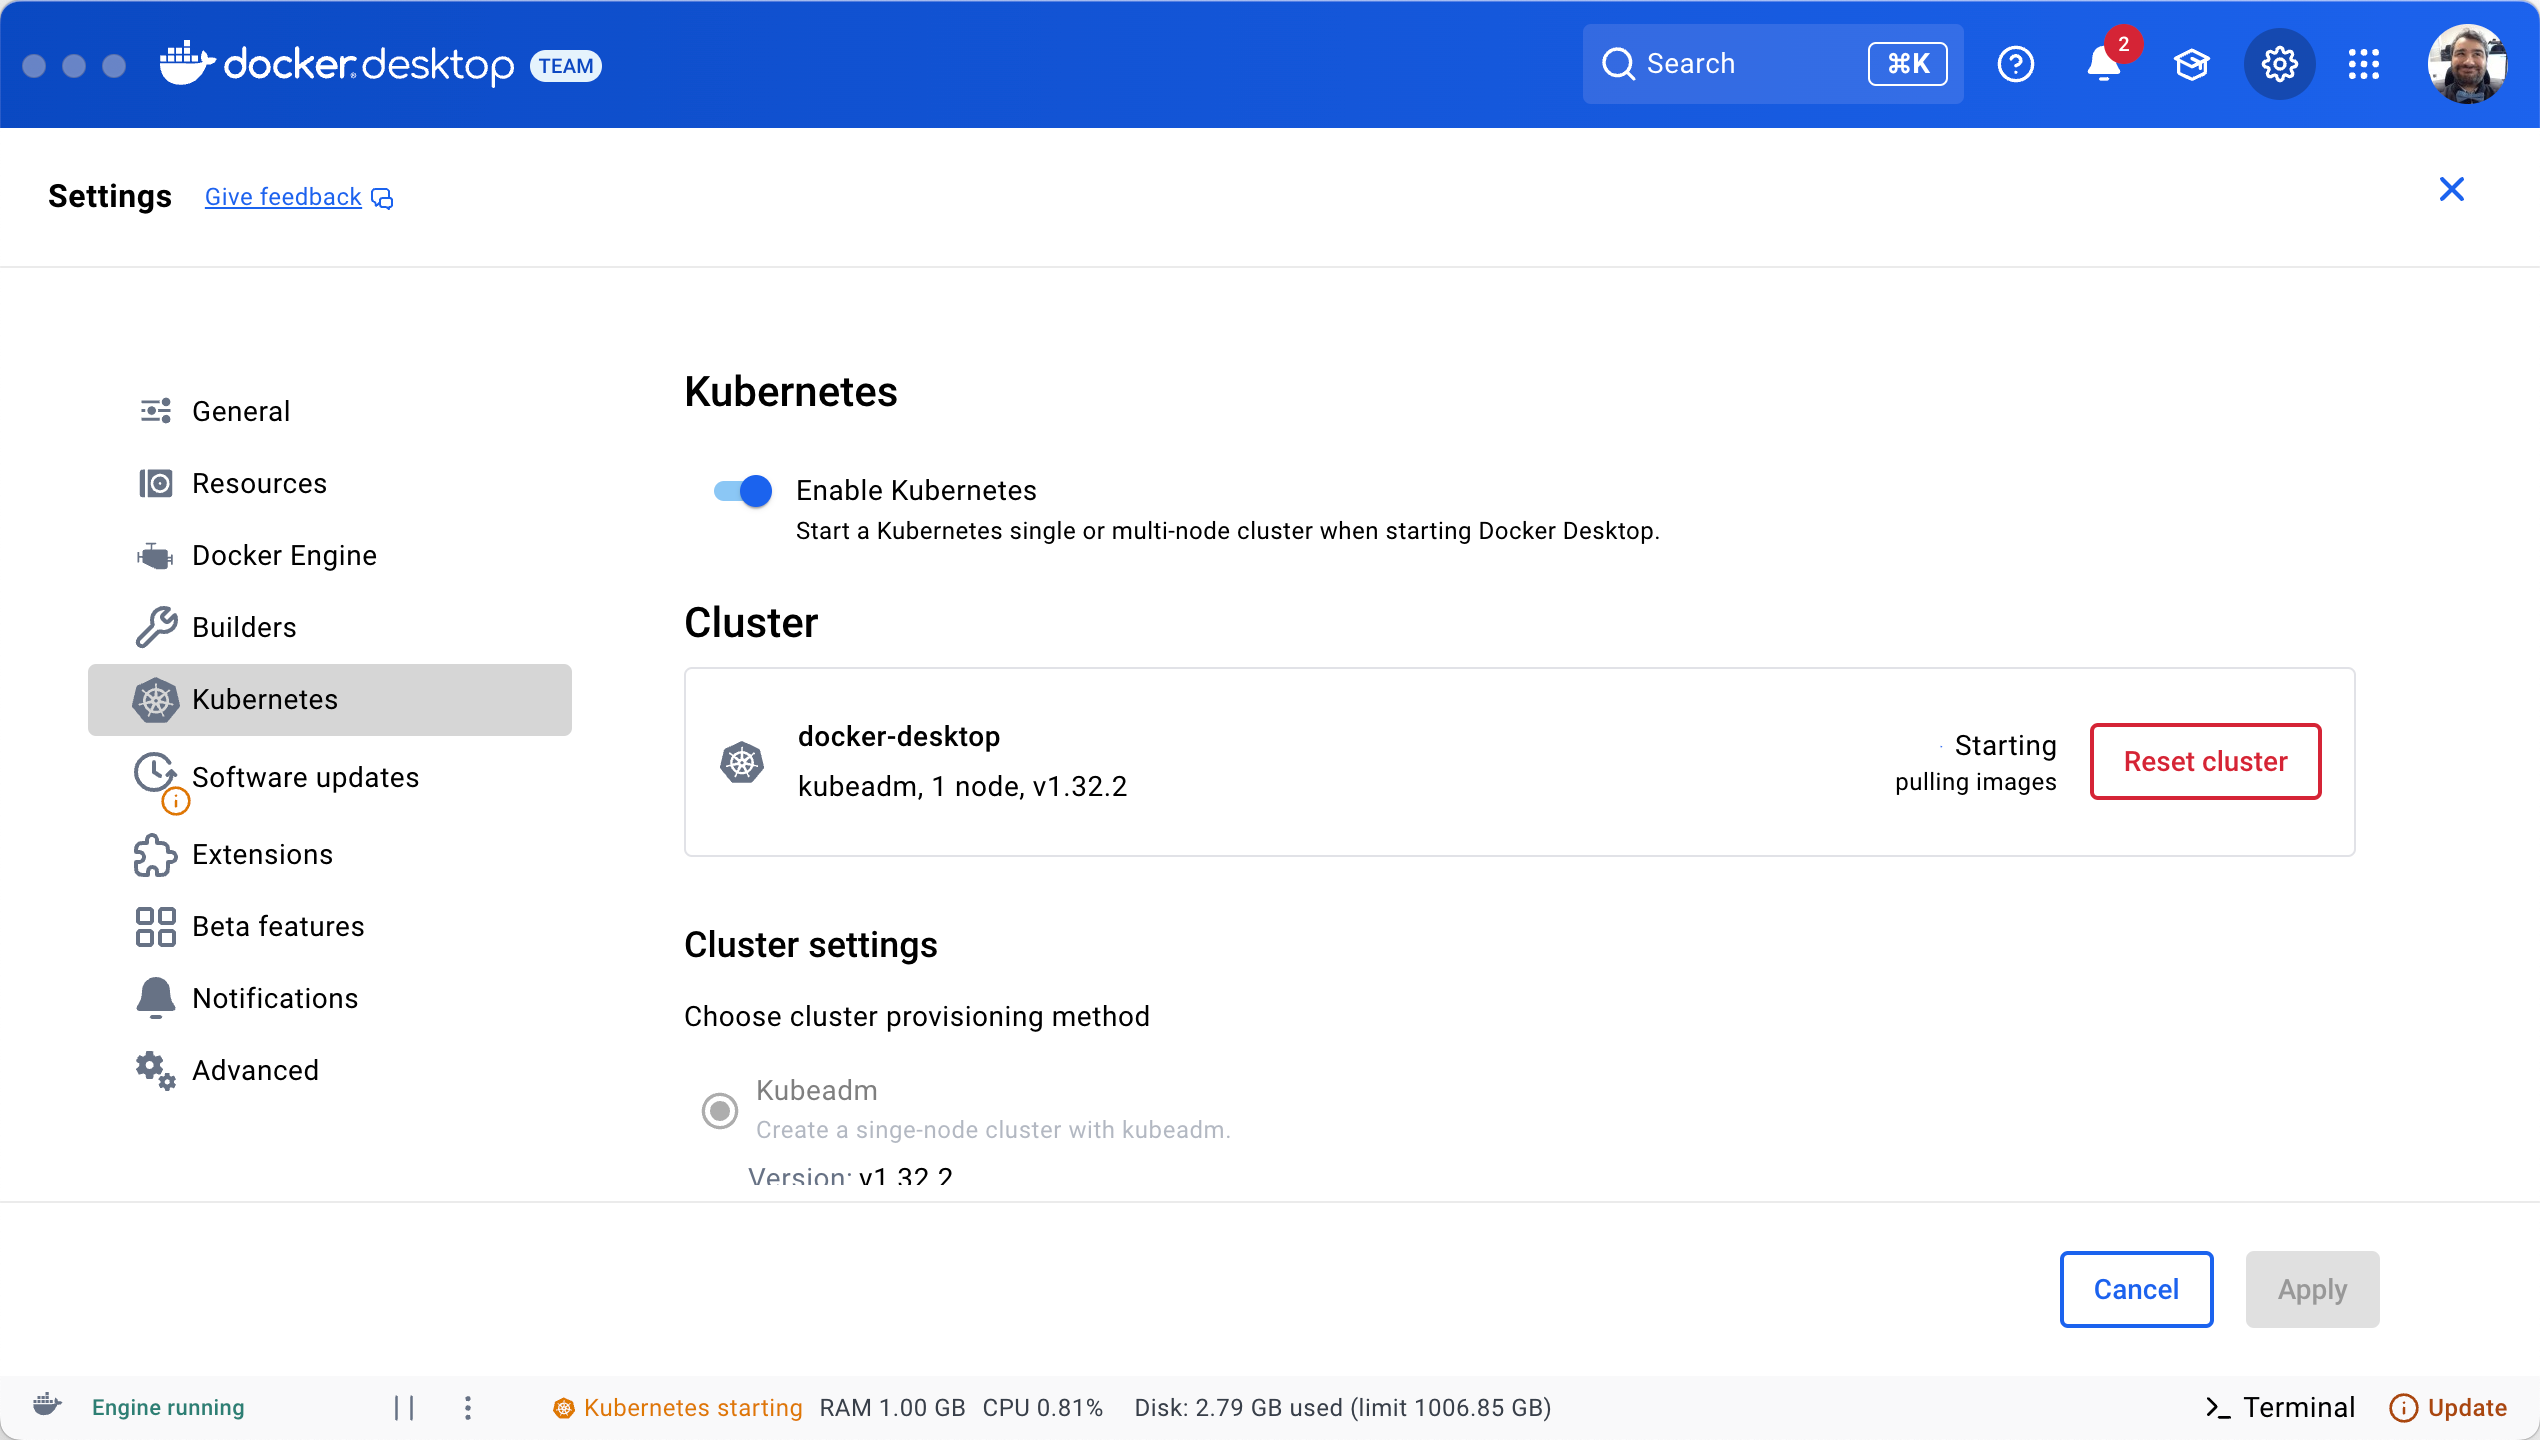 docker desktop TEAM
Search ⌘K
2
Settings Give feedback
General
Resources
Docker Engine
Builders
Kubernetes
Software updates
Extensions
Beta features
Notifications
Advanced
Kubernetes
Enable Kubernetes
Start a Kubernetes single or multi-node cluster when starting Docker Desktop.
Cluster
docker-desktop
kubeadm, 1 node, v1.32.2
Starting
pulling images
Reset cluster
Cluster settings
Choose cluster provisioning method
Kubeadm
Create a singe-node cluster with kubeadm.
Version: v1.32.2
Cancel
Apply
Engine running
Kubernetes starting RAM 1.00 GB CPU 0.81% Disk: 2.79 GB used (limit 1006.85 GB)
Terminal
Update